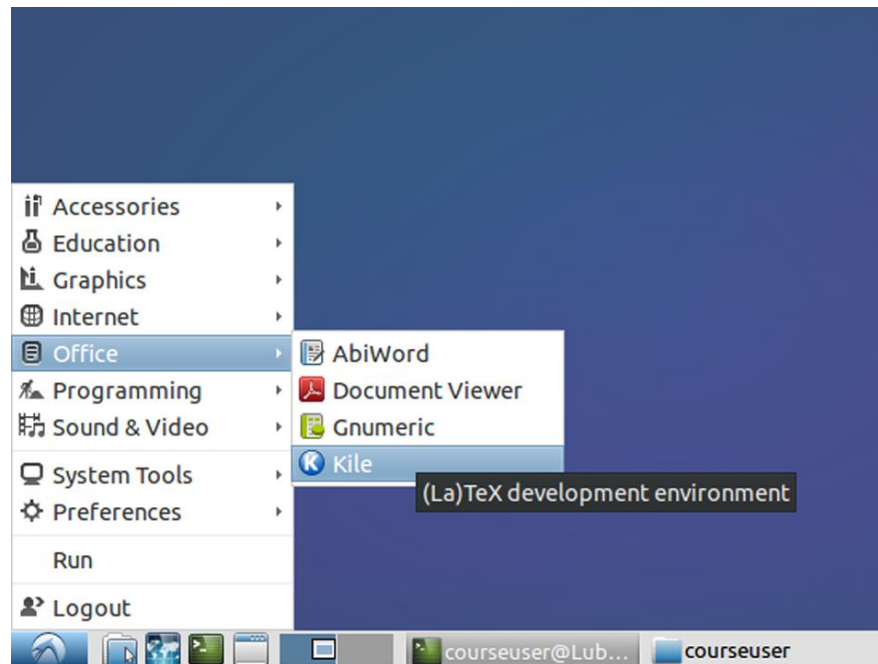 Accessories
Education
Graphics
Internet
Office
Programming
Sound & Video
System Tools
Preferences
Run
Logout
AbiWord
Document Viewer
Gnumeric
Kile
(La)TeX development environment
courseuser@Lub...
courseuser